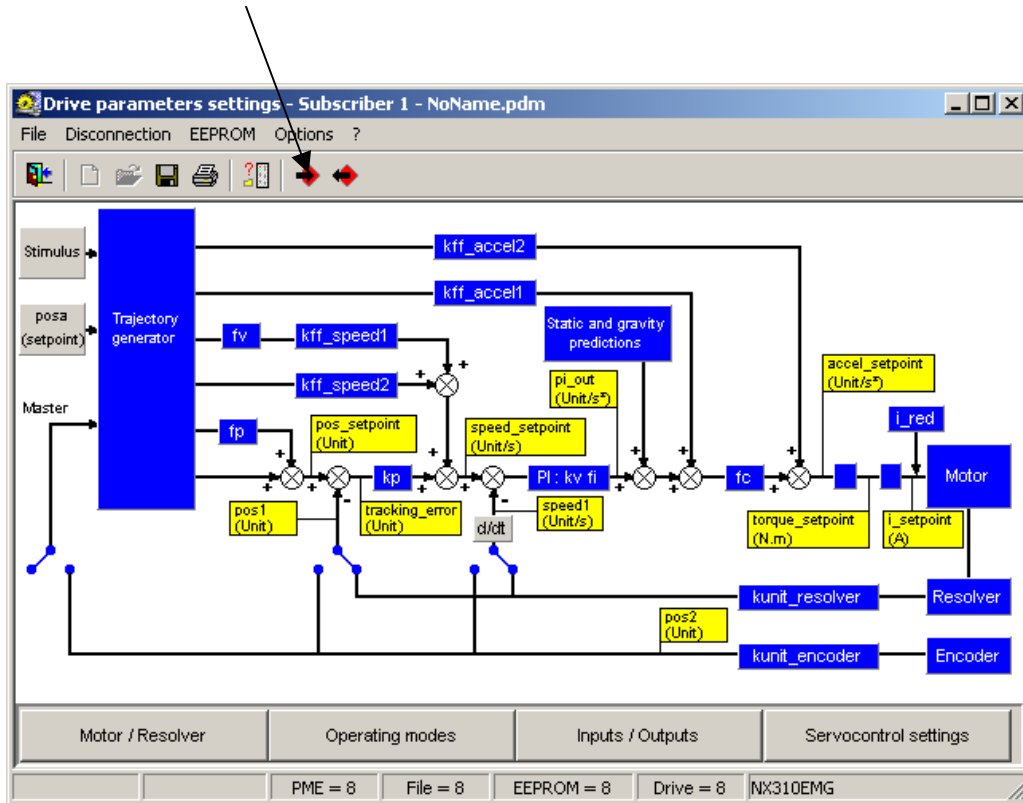 Drive parameters settings - Subscriber 1 - NoName.pdm
File Disconnection EEPROM Options ?
Stimulus
posa
(setpoint)
Master
Trajectory
generator
kff_accel2
kff_accel1
fv
kff_speed1
kff_speed2
fp
Static and gravity
predictions
pi_out
(Unit/s*)
accel_setpoint
(Unit/s*)
i_red
pos_setpoint
(Unit)
speed_setpoint
(Unit/s)
kp
PI : kv fi
fc
Motor
pos1
(Unit)
tracking_error
(Unit)
speed1
(Unit/s)
d/dt
torque_setpoint
(N.m)
i_setpoint
(A)
kunit_resolver
Resolver
pos2
(Unit)
kunit_encoder
Encoder
Motor / Resolver
Operating modes
Inputs / Outputs
Servocontrol settings
PME = 8
File = 8
EEPROM = 8
Drive = 8
NX310EMG